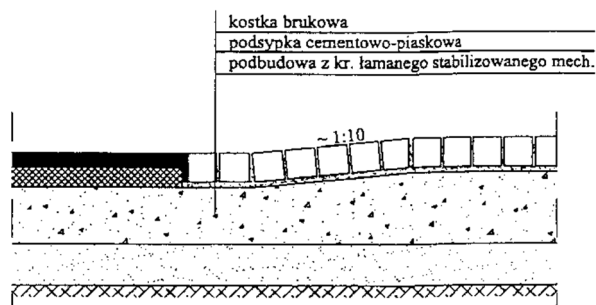 kostka brukowa
podsypka cementowo-piaskowa
podbudowa z kr. łamanego stabilizowanego mech.
~ 1:10